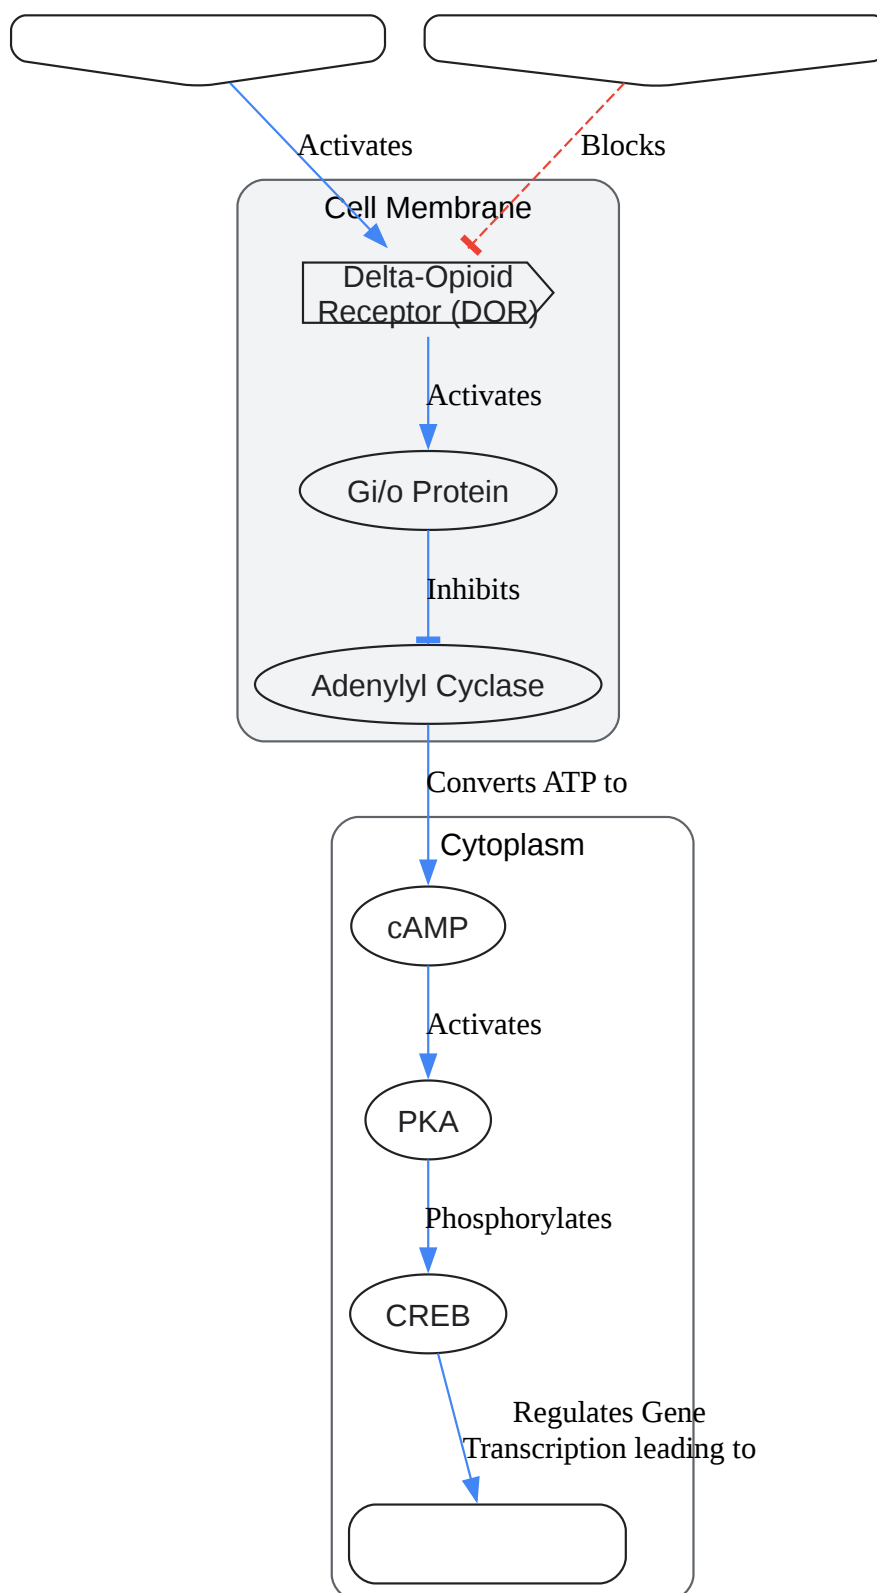 Activates
Blocks
Cell Membrane
Delta-Opioid
Receptor (DOR)
Activates
Gi/o Protein
Inhibits
Adenylyl Cyclase
Converts ATP to
Cytoplasm
cAMP
Activates
PKA
Phosphorylates
CREB
Regulates Gene
Transcription leading to